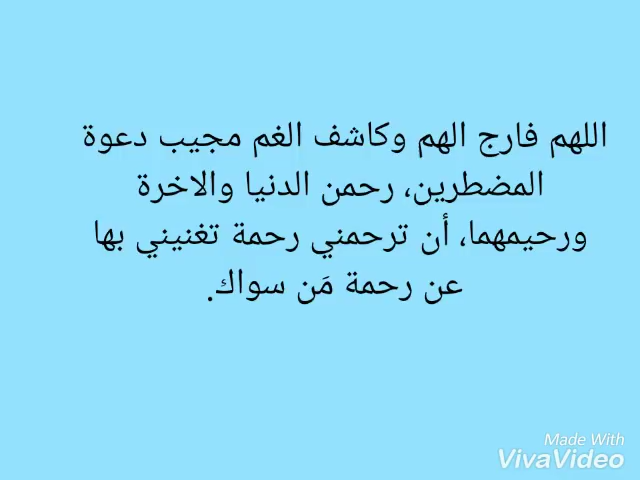 اللهم فارج الهم وكاشف الغم مجيب دعوة
المضطرين، رحمن الدنيا والاخرة
ورحيمهما، أن ترحمني رحمة تغنيني بها
عن رحمة مَن سواك.
Made With
VivaVideo